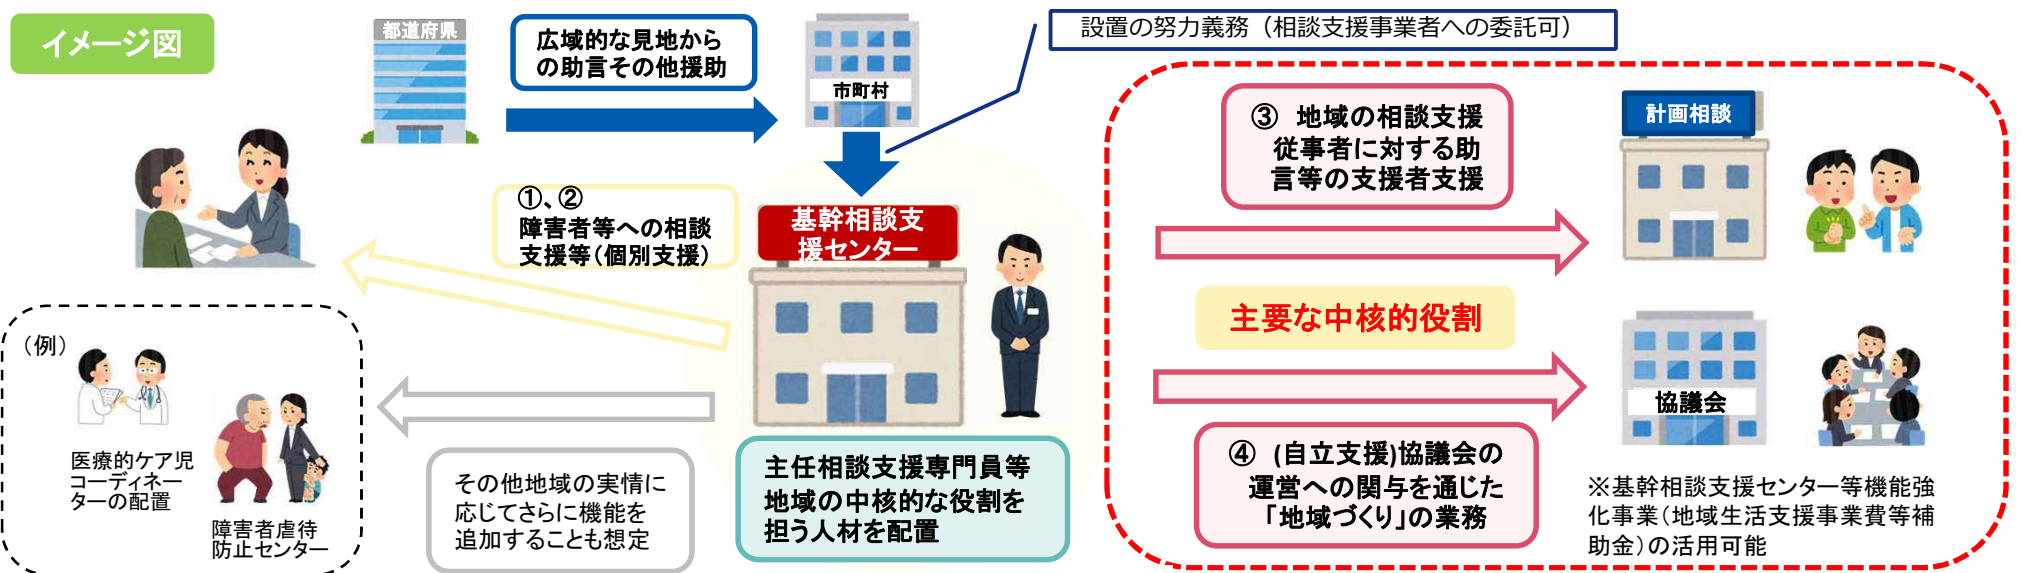 イメージ図
都道府県
広域的な見地から
の助言その他援助
市町村
設置の努力義務（相談支援事業者への委託可）
①、②
障害者等への相談
支援等（個別支援）
基幹相談支
援センター
③ 地域の相談支援
従事者に対する助
言等の支援者支援
計画相談
主要な中核的役割
協議会
④ (自立支援)協議会の
運営への関与を通じた
「地域づくり」の業務
※基幹相談支援センター等機能強
化事業（地域生活支援事業費等補
助金）の活用可能
（例）
医療的ケア児
コーディネー
ターの配置
障害者虐待
防止センター
その他地域の実情に
応じてさらに機能を
追加することも想定
主任相談支援専門員等
地域の中核的な役割を
担う人材を配置